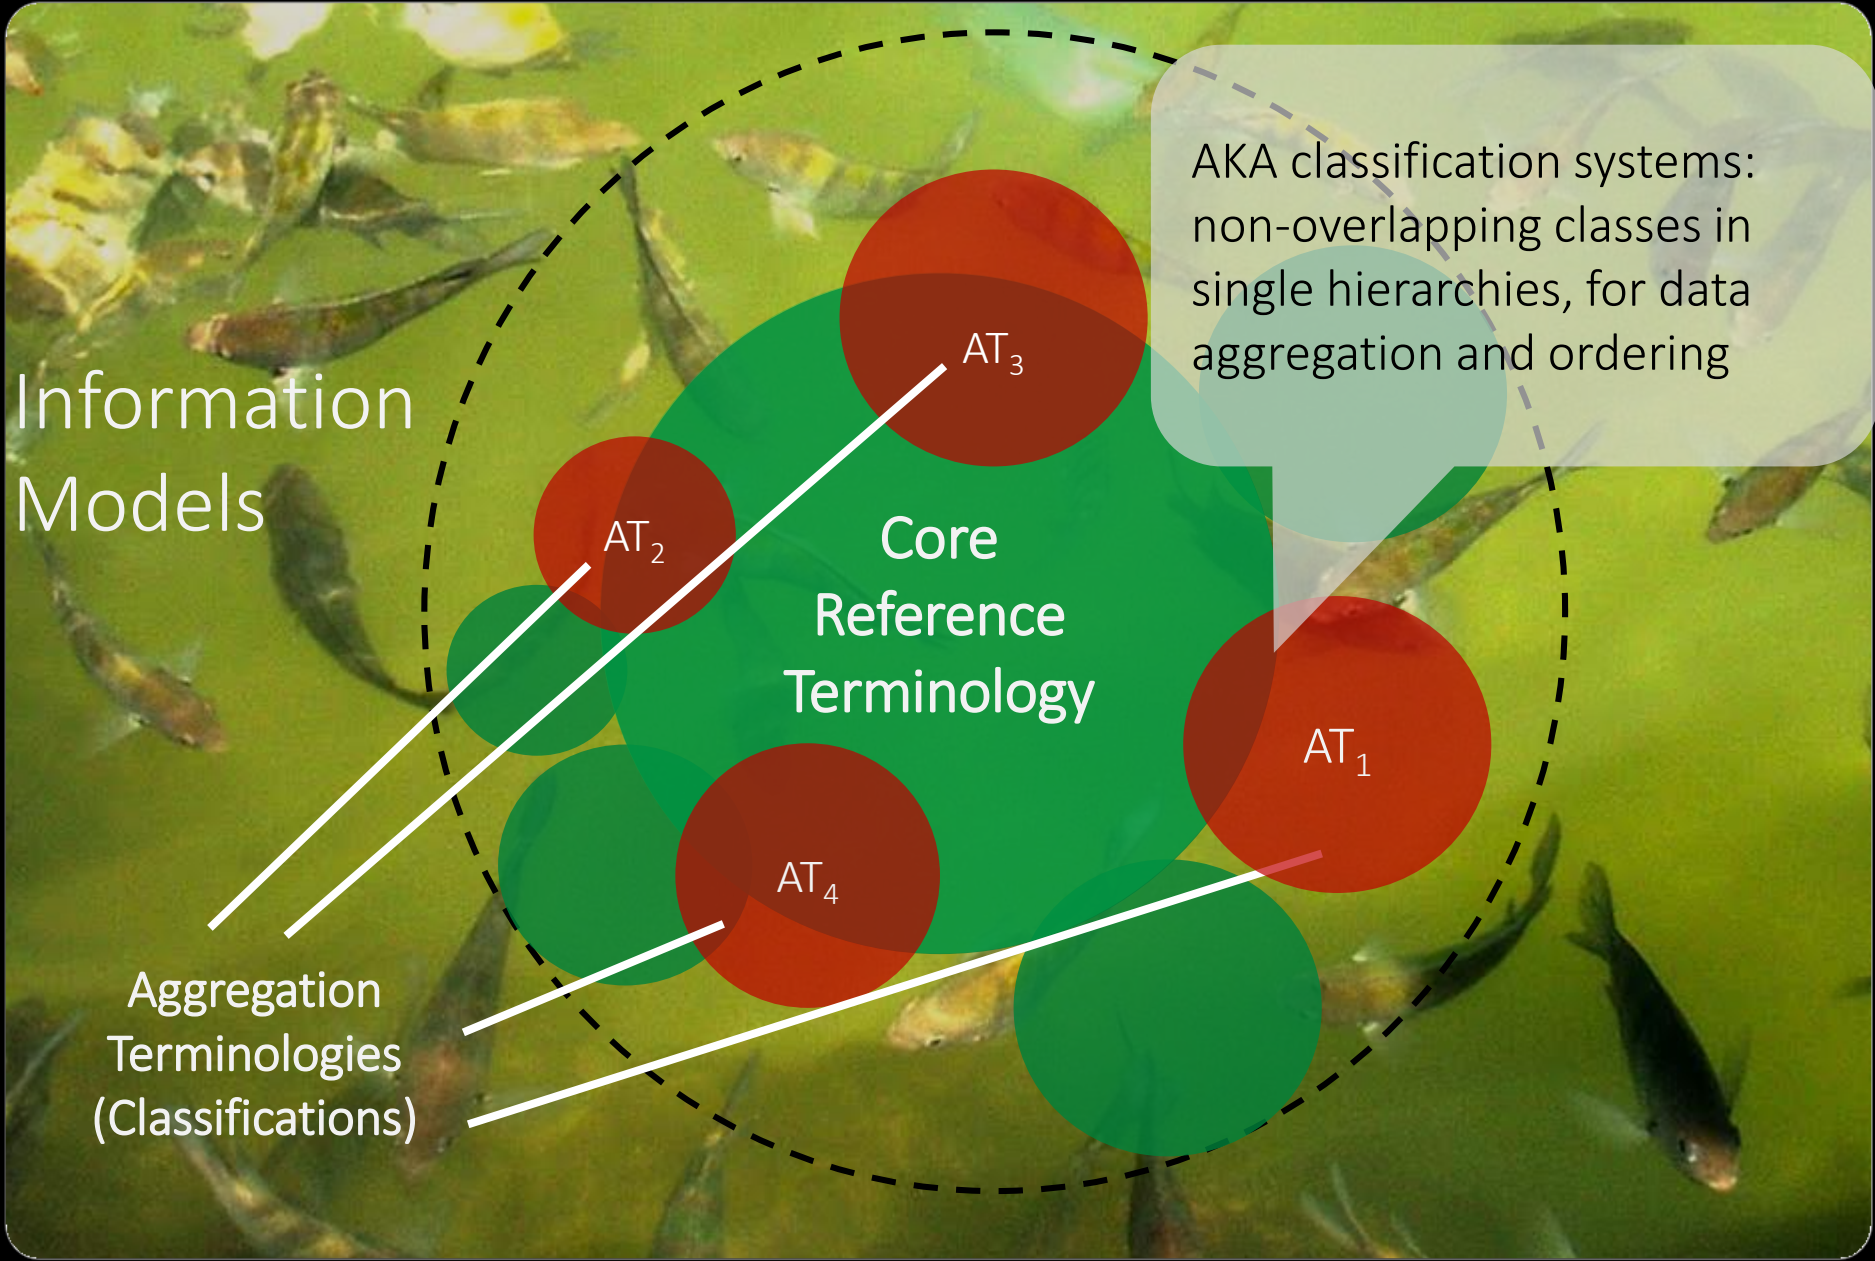 AKA classification systems:
non-overlapping classes in
single hierarchies, for data
aggregation and ordering
AT₃
Information
Models
AT₂
Core
Reference
Terminology
AT₁
AT₄
Aggregation
Terminologies
(Classifications)